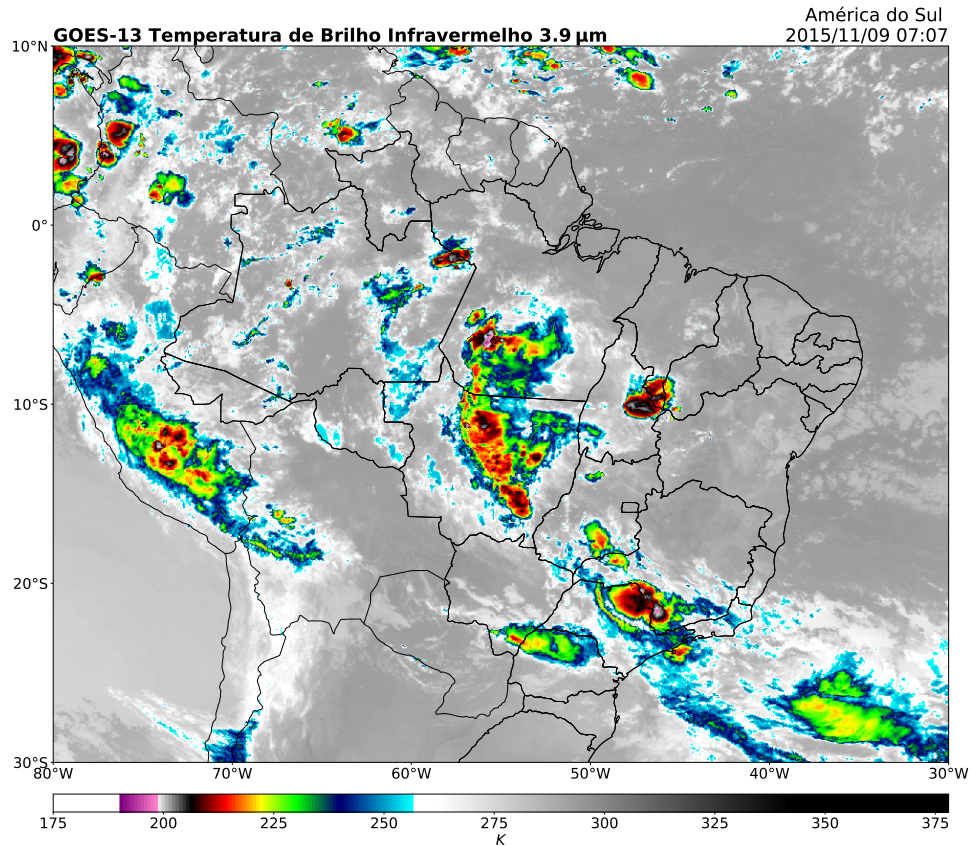 América do Sul
GOES-13 Temperatura de Brilho Infravermelho 3.9 µm 2015/11/09 07:07
10°N
0°
10°S
20°S
30°S
80°W 70°W 60°W 50°W 40°W 30°W
175 200 225 250 275 300 325 350 375
K